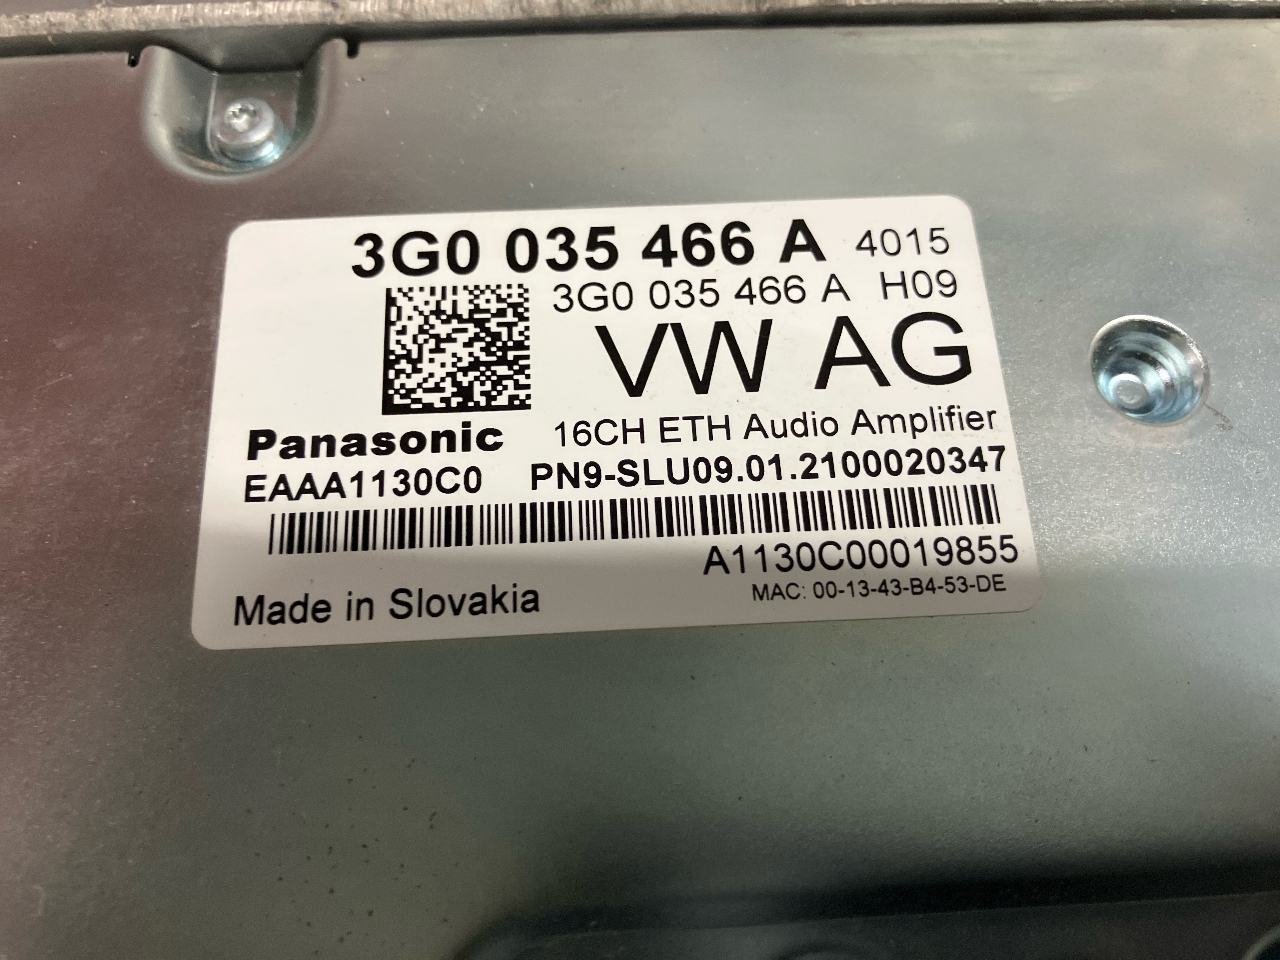 3G0 035 466 A 4015
3G0 035 466 A H09
VW AG
Panasonic 16CH ETH Audio Amplifier
EAAA1130C0 PN9-SLU09.01.2100020347
A1130C00019855
Made in Slovakia MAC: 00-13-43-B4-53-DE